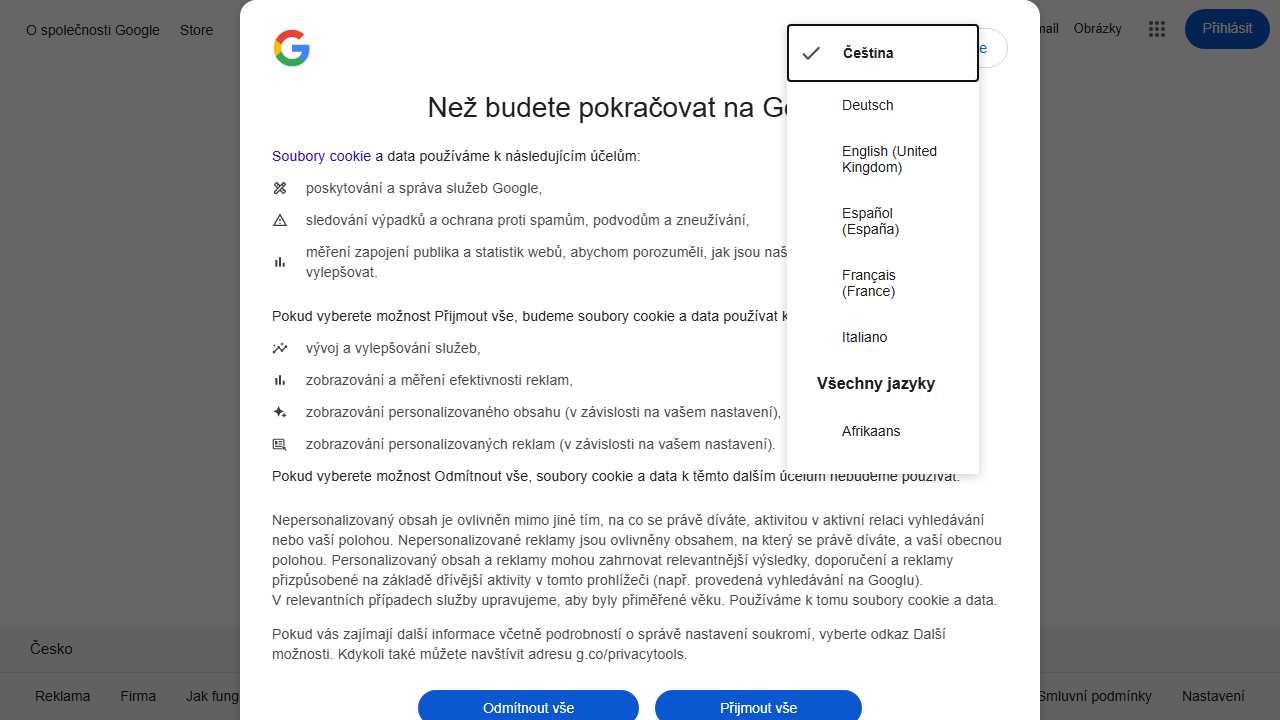 O společnosti Google
Store
Obrázky
Přihlásit
Než budete pokračovat na
Soubory cookie a data používáme k následujícím účelům:
poskytování a správa služeb Google,
sledování výpadků a ochrana proti spamům, podvodům a zneužívání,
měření zapojení publika a statistik webů, abychom porozuměli, jak jsou
vylepšovat.
Pokud vyberete možnost Přijmout vše, budeme soubory cookie a data používat
vývoj a vylepšování služeb,
zobrazování a měření efektivnosti reklam,
zobrazování personalizovaného obsahu (v závislosti na vašem nastavení),
zobrazování personalizovaných reklam (v závislosti na vašem nastavení).
Pokud vyberete možnost Odmítnout vše, soubory cookie a data k těmto dalším účelům nebudeme používat.
Nepersonalizovaný obsah je ovlivněn mimo jiné tím, na co se právě díváte, aktivitou v aktivní relaci vyhledávání
nebo vaší polohou. Nepersonalizované reklamy jsou ovlivněny obsahem, na který se právě díváte, a vaší obecnou
polohou. Personalizovaný obsah a reklamy mohou zahrnovat relevantnější výsledky, doporučení a reklamy
přizpůsobené na základě dřívější aktivity v tomto prohlížeči (např. provedená vyhledávání na Googlu).
V relevantních případech služby upravujeme, aby byly přiměřené věku. Používáme k tomu soubory cookie a data.
Pokud vás zajímají další informace včetně podrobností o správě nastavení soukromí, vyberte odkaz Další
možnosti. Kdykoli také můžete navštívit adresu g.co/privacytools.
Odmítnout vše
Přijmout vše
Čeština
Deutsch
English (United
Kingdom)
Español
(España)
Français
(France)
Italiano
Všechny jazyky
Afrikaans
Česko
Reklama
Firma
Jak
Smluvní podmínky
Nastavení